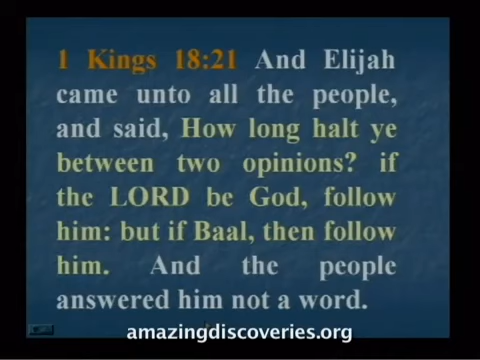 1 Kings 18:21 And Elijah
came unto all the people,
and said, How long halt ye
between two opinions? if
the LORD be God, follow
him: but if Baal, then follow
him. And the people
answered him not a word.
amazingdiscoveries.org